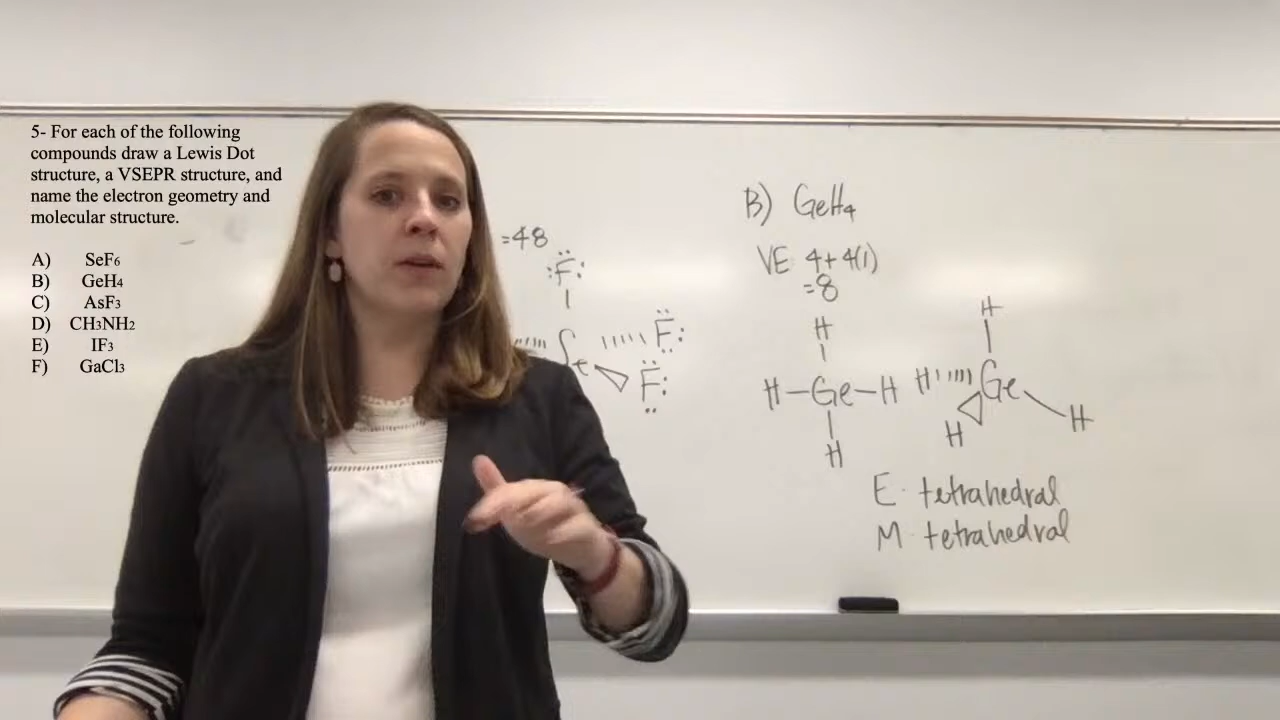 5- For each of the following
compounds draw a Lewis Dot
structure, a VSEPR structure, and
name the electron geometry and
molecular structure.
A) SeF6
B) GeH4
C) AsF3
D) CH3NH2
E) IF3
F) GaCl3
=48
:F:
Se F:
F:
B) GeH4
VE 4+4(1)
=8
H
H-Ge-H
H
H
H Ge
H H
E. tetrahedral
M. tetrahedral